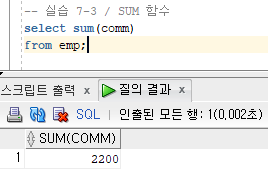 -- 실습 7-3 / SUM 함수
select sum(comm)
from emp;
스크립트 출력 × 질의 결과 ×
SQL | 인출된 모든 행: 1(0,002초)
SUM(COMM)
1 2200